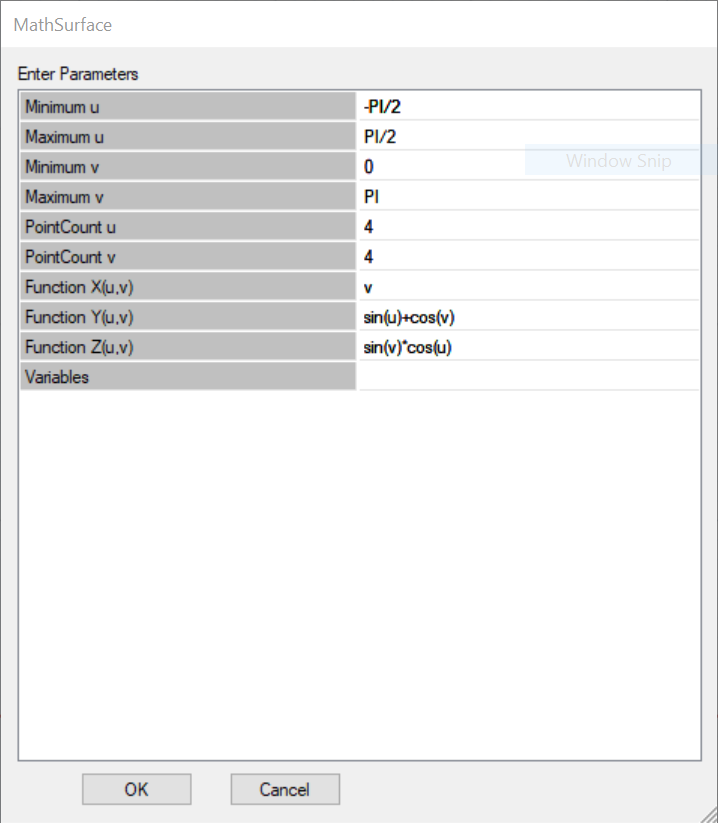 MathSurface
Enter Parameters
Minimum u -PI/2
Maximum u PI/2
Window Snip
Minimum v 0
Maximum v PI
PointCount u 4
PointCount v 4
Function X(u,v) v
Function Y(u,v) sin(u)+cos(v)
Function Z(u,v) sin(v)*cos(u)
Variables
OK Cancel